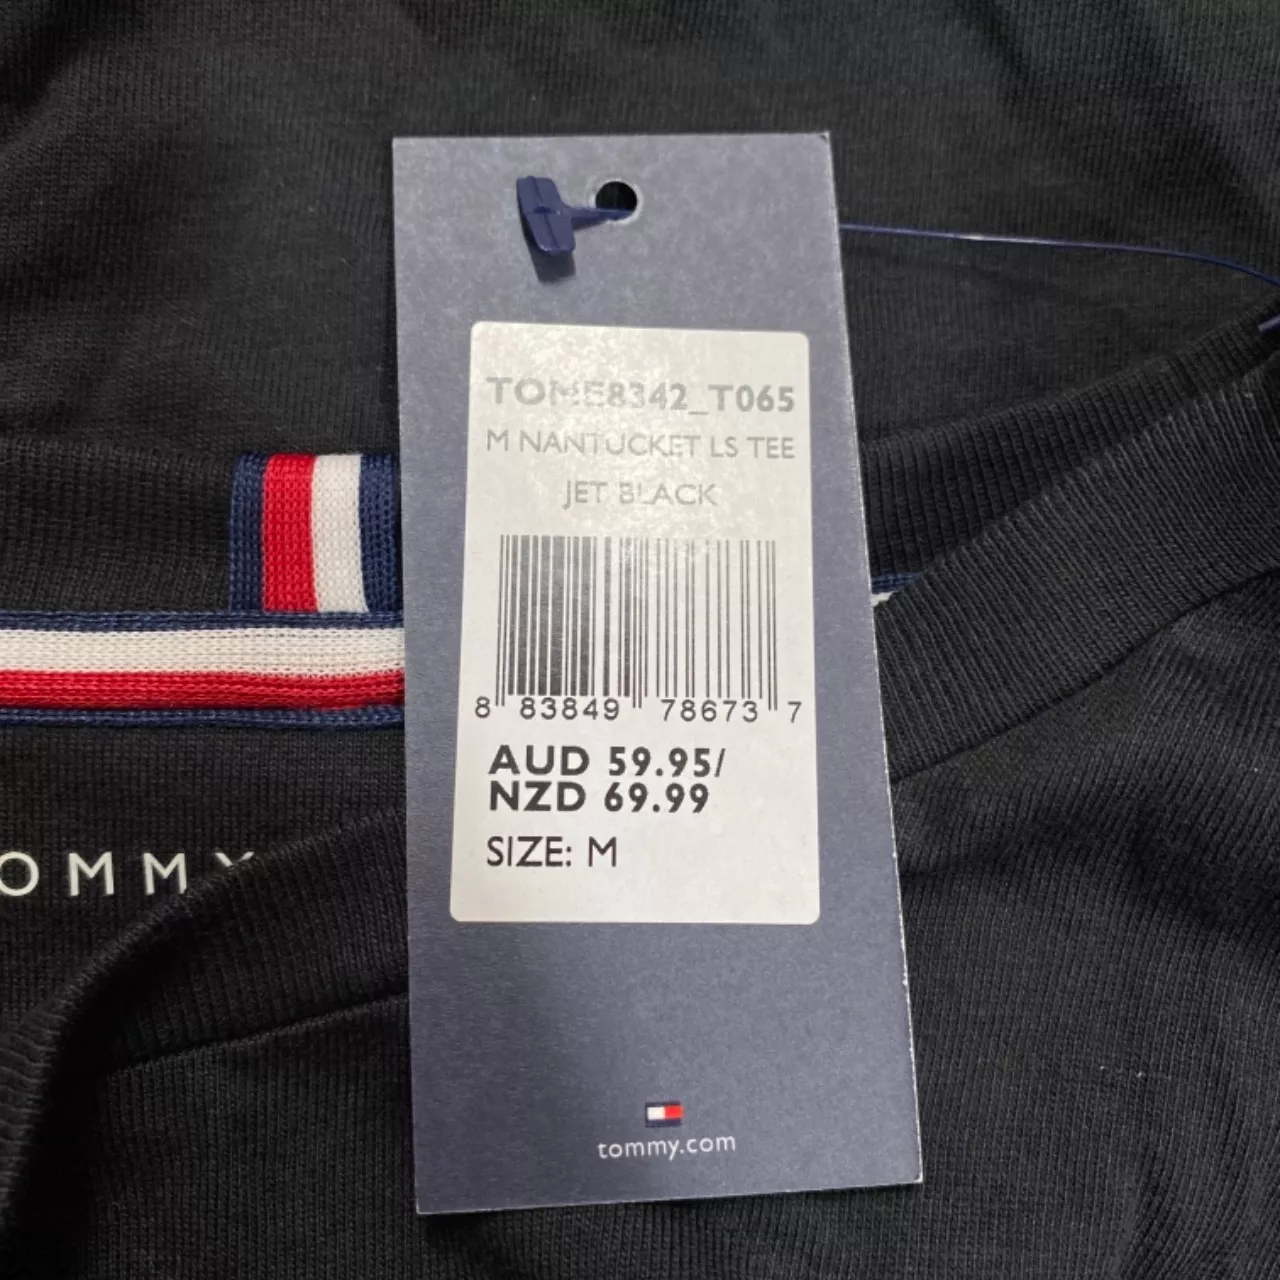 TOME8342_T065
M NANTUCKET LS TEE
JET BLACK
8 83849 78673 7
AUD 59.95/
NZD 69.99
SIZE: M
OMMY
tommy.com